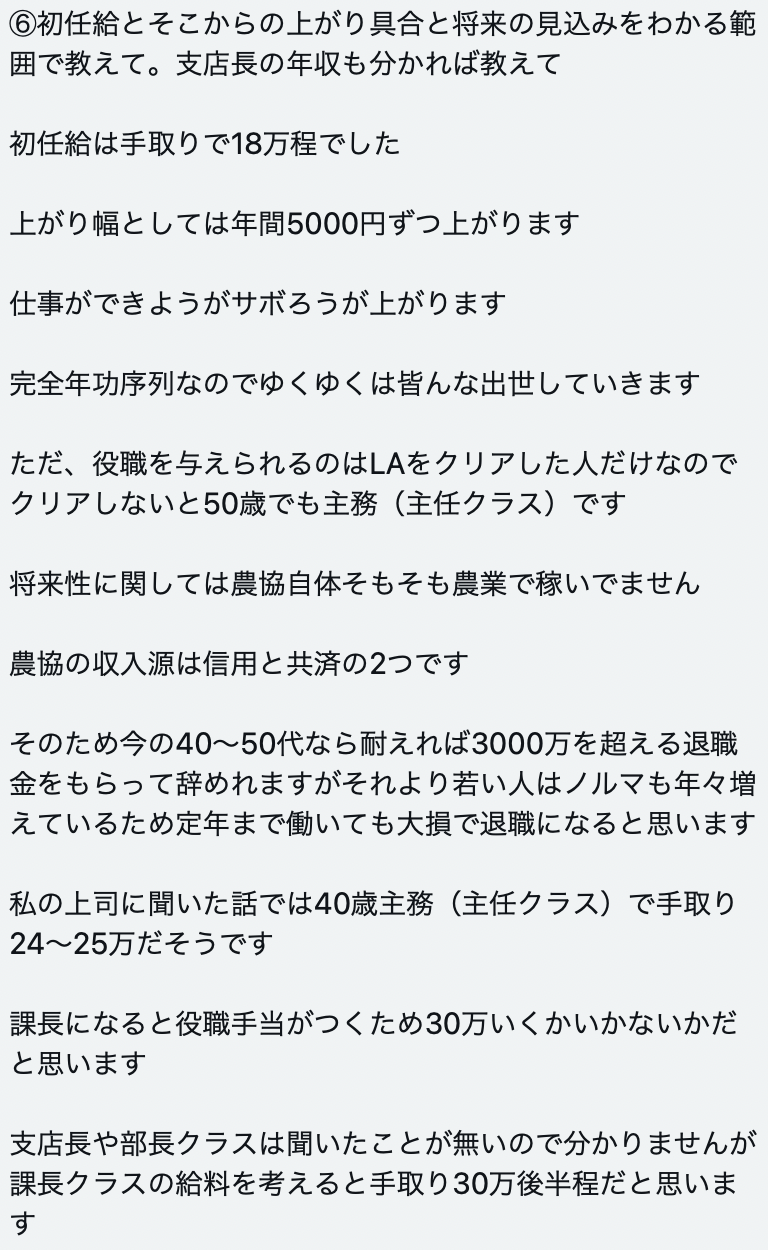 ⑥初任給とそこからの上がり具合と将来の見込みをわかる範
囲で教えて。支店長の年収も分かれば教えて
初任給は手取りで18万程でした
上がり幅としては年間5000円ずつ上がります
仕事ができようがサボろうが上がります
完全年功序列なのでゆくゆくは皆んな出世していきます
ただ、役職を与えられるのはLAをクリアした人だけなので
クリアしないと50歳でも主務（主任クラス）です
将来性に関しては農協自体そもそも農業で稼いでません
農協の収入源は信用と共済の2つです
そのため今の40〜50代なら耐えれば3000万を超える退職
金をもらって辞めれますがそれより若い人はノルマも年々増
えているため定年まで働いても大損で退職になると思います
私の上司に聞いた話では40歳主務（主任クラス）で手取り
24〜25万だそうです
課長になると役職手当がつくため30万いくかいかないかだ
と思います
支店長や部長クラスは聞いたことが無いので分かりませんが
課長クラスの給料を考えると手取り30万後半程だと思いま
す